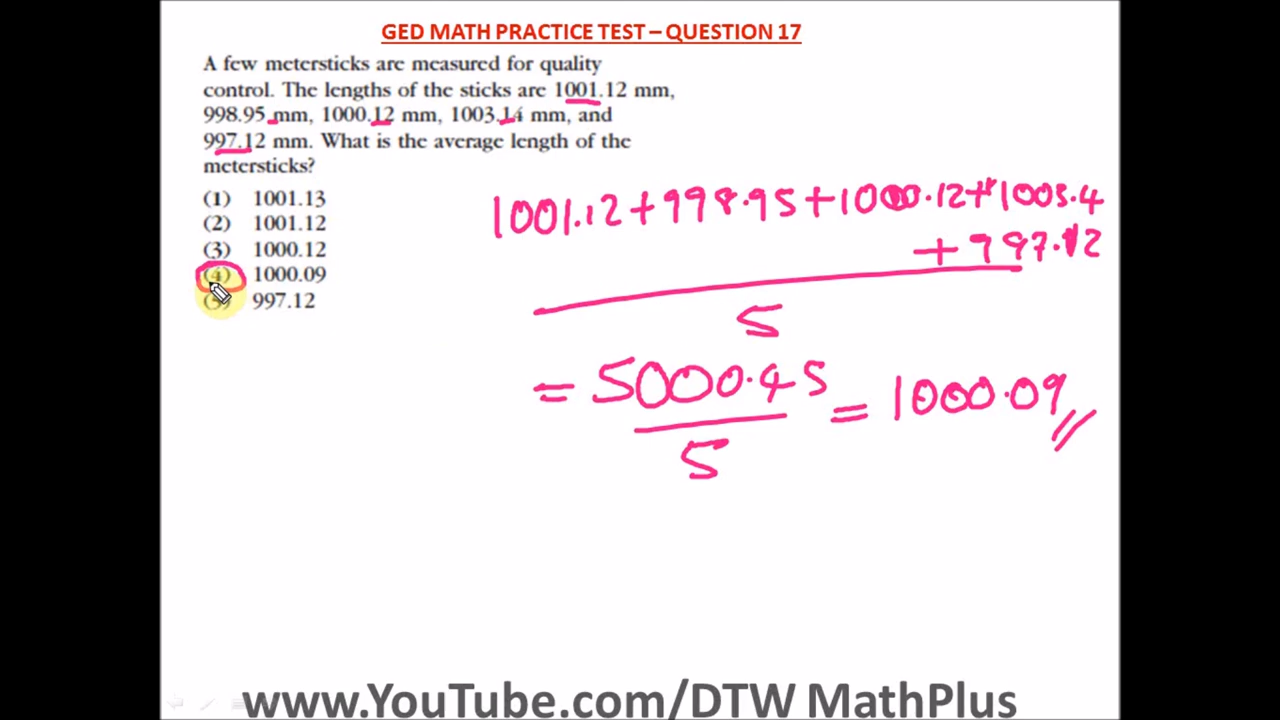 GED MATH PRACTICE TEST – QUESTION 17
A few metersticks are measured for quality
control. The lengths of the sticks are 1001.12 mm,
998.95 mm, 1000.12 mm, 1003.14 mm, and
997.12 mm. What is the average length of the
metersticks?
(1) 1001.13
(2) 1001.12
(3) 1000.12
(4) 1000.09
(5) 997.12
1001.12+998.95+1000.12+1003.4
+997.12
5
= 5000.45 = 1000.09
5
www.YouTube.com/DTW MathPlus